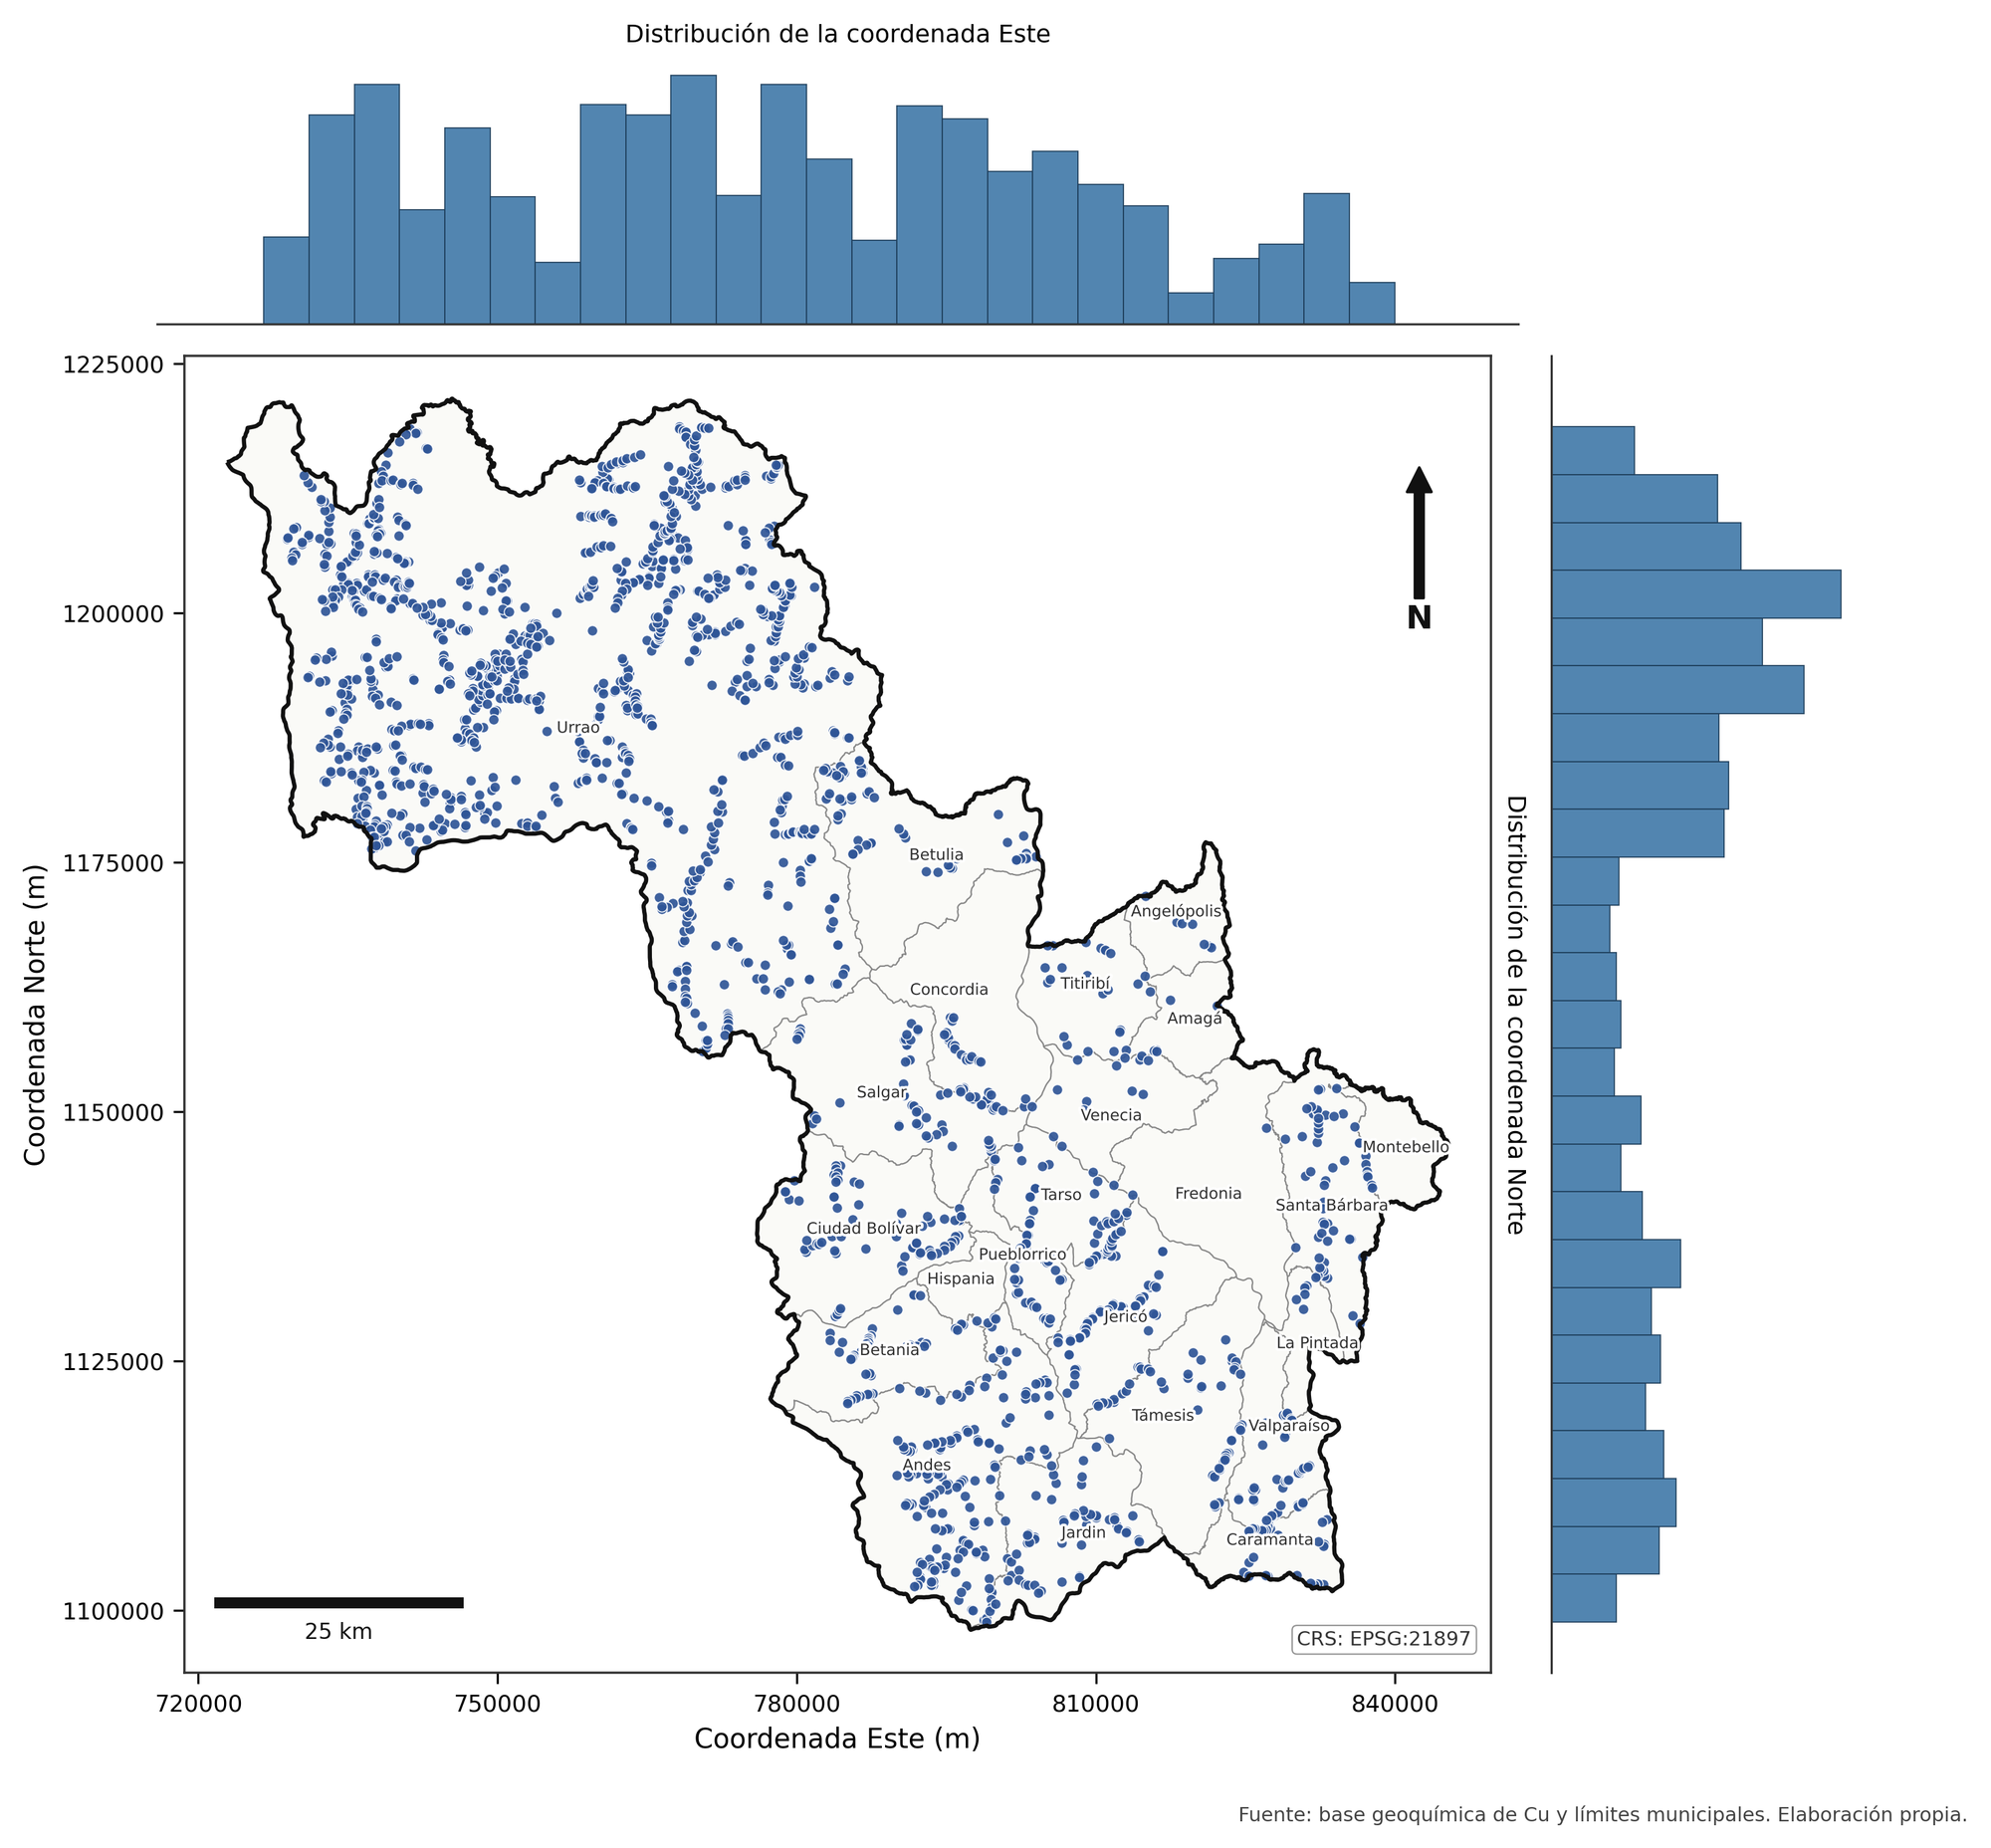 Distribución de la coordenada Este
1225000
1200000
1175000
1150000
1125000
1100000
Coordenada Norte (m)
N
Urrao
Betulia
Angelópolis
Titiribí
Concordia
Amagá
Salgar
Venecia
Montebello
Tarso
Fredonia
Santa Bárbara
Ciudad Bolívar
Pueblorrico
Hispania
Jericó
La Pintada
Betania
Támesis
Valparaíso
Andes
Jardin
Caramanta
25 km
CRS: EPSG:21897
720000 750000 780000 810000 840000
Coordenada Este (m)
Distribución de la coordenada Norte
Fuente: base geoquímica de Cu y límites municipales. Elaboración propia.